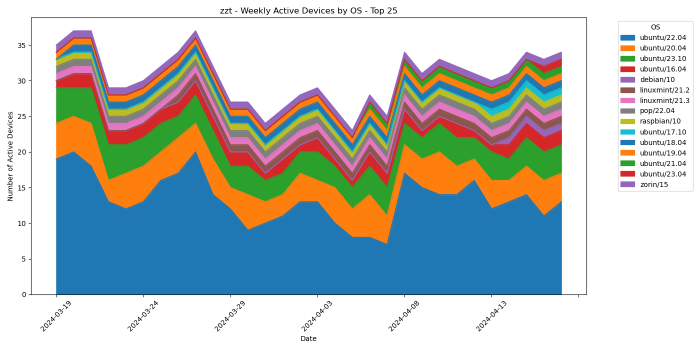 zzt - Weekly Active Devices by OS - Top 25
OS
ubuntu/22.04
ubuntu/20.04
ubuntu/23.10
ubuntu/16.04
debian/10
linuxmint/21.2
linuxmint/21.3
pop/22.04
raspbian/10
ubuntu/17.10
ubuntu/18.04
ubuntu/19.04
ubuntu/21.04
ubuntu/23.04
zorin/15
Number of Active Devices
35
30
25
20
15
10
5
0
2024-03-19
2024-03-24
2024-03-29
2024-04-03
2024-04-08
2024-04-13
Date